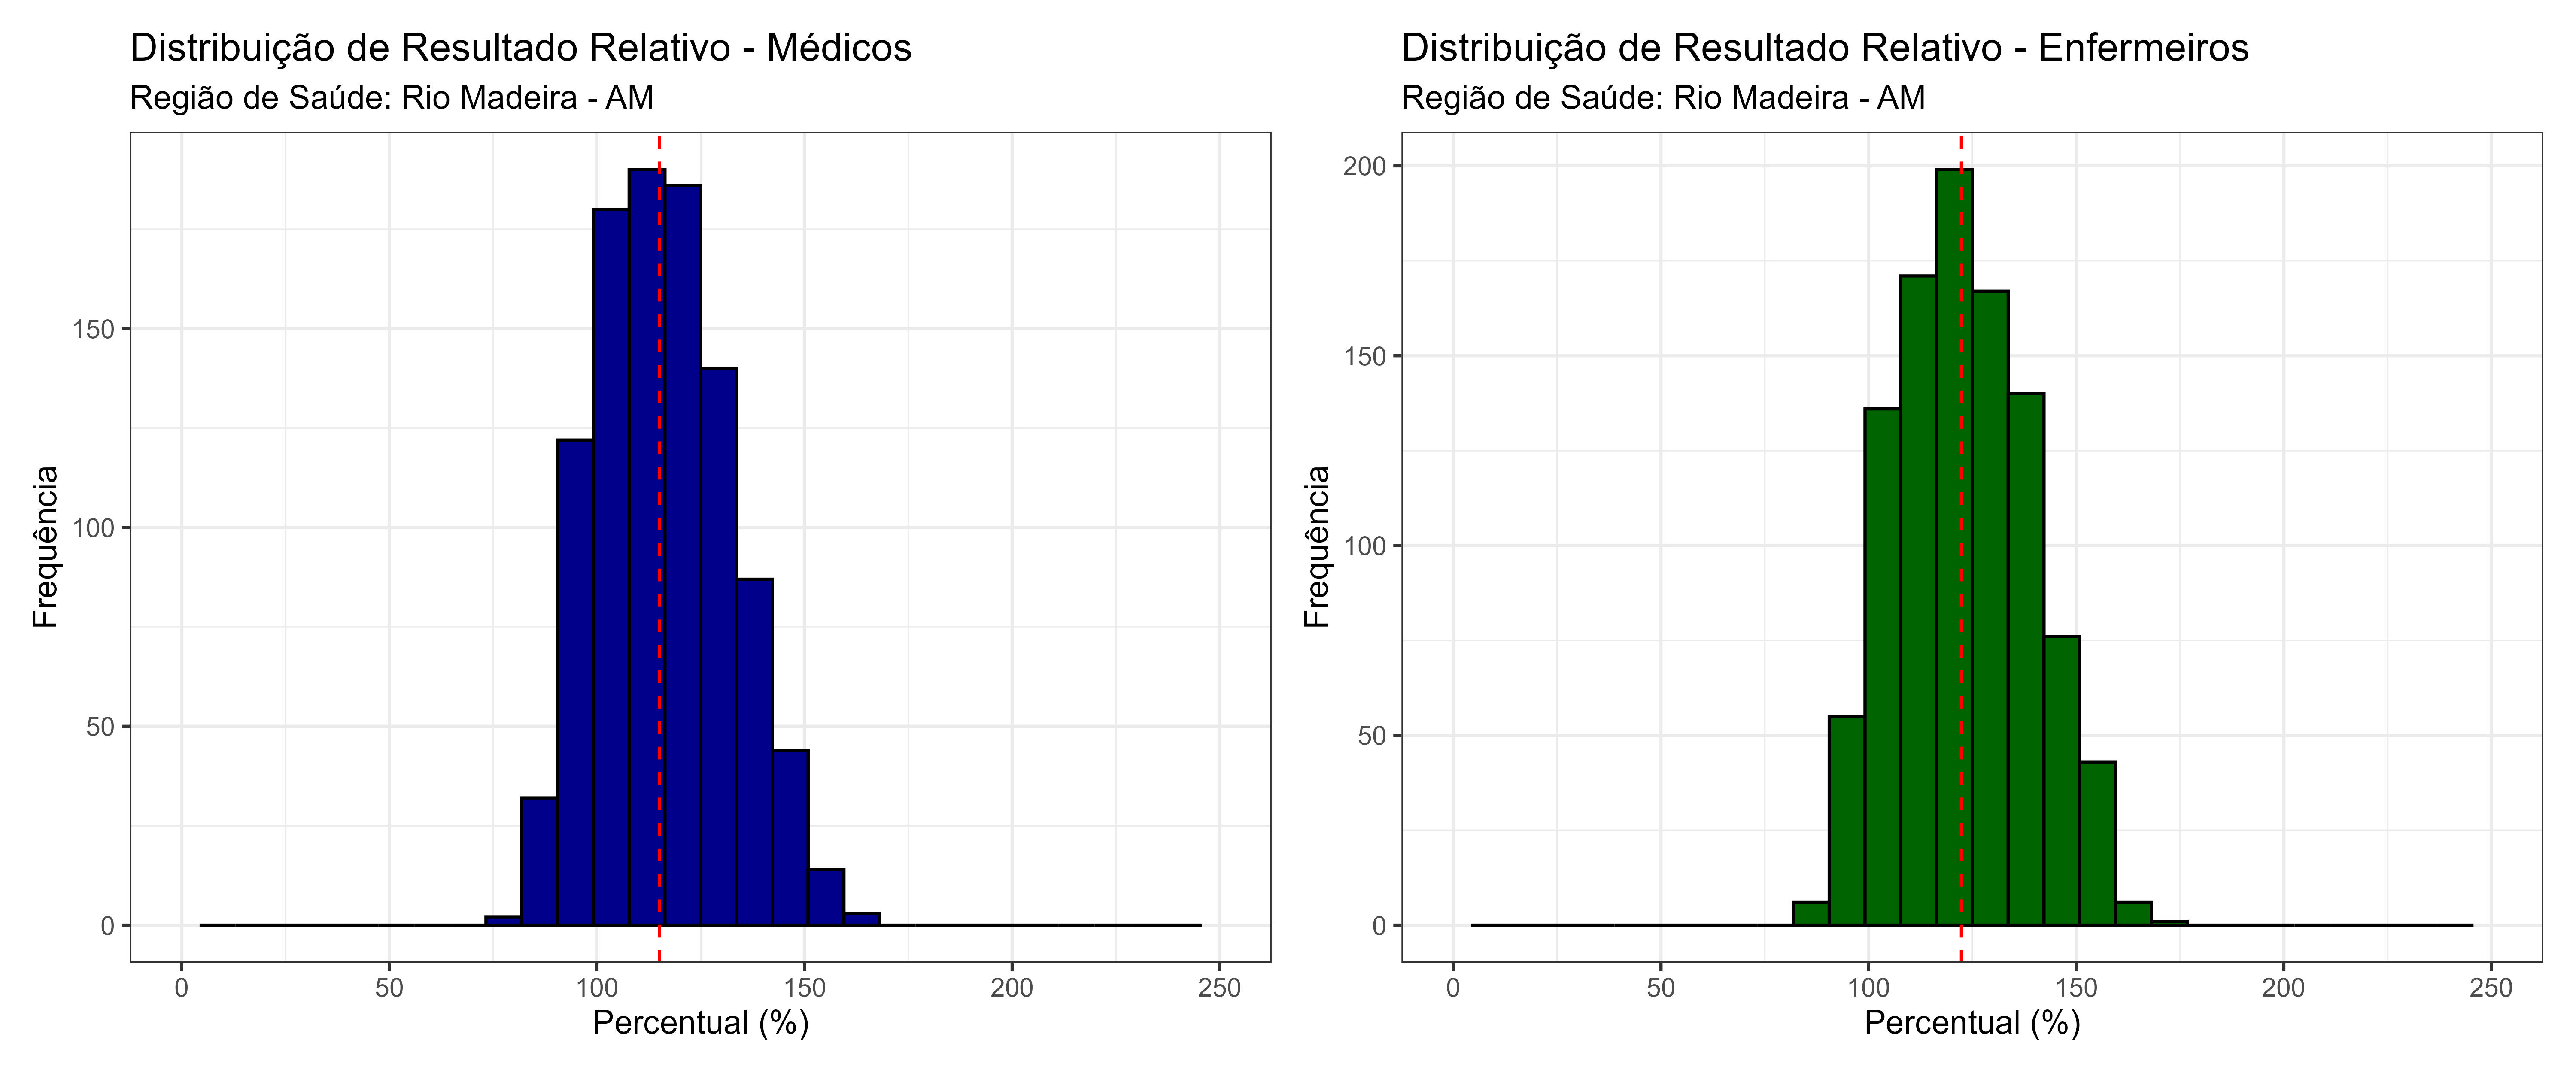 Distribuição de Resultado Relativo - Médicos
Região de Saúde: Rio Madeira - AM
Frequência
150
100
50
0
0 50 100 150 200 250
Percentual (%)
Distribuição de Resultado Relativo - Enfermeiros
Região de Saúde: Rio Madeira - AM
Frequência
200
150
100
50
0
0 50 100 150 200 250
Percentual (%)